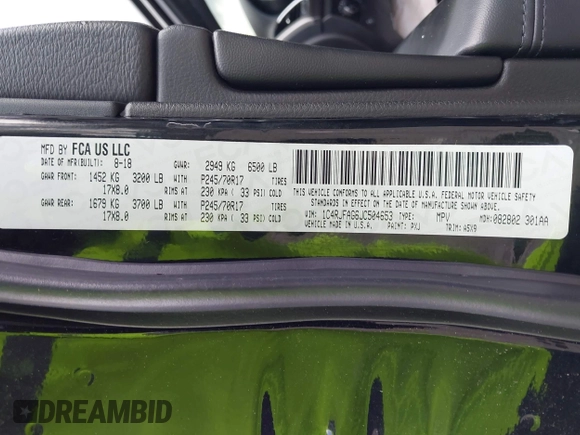 MFD BY FCA US LLC
DATE OF MFR(BUILT): 8-18 GVWR: 2949 KG 6500 LB
GAWR FRONT: 1452 KG 3200 LB WITH P245/70R17 TIRES
17X8.0 RIMS AT 230 KPA ( 33 PSI) COLD
GAWR REAR: 1679 KG 3700 LB WITH P245/70R17 TIRES
17X8.0 RIMS AT 230 KPA ( 33 PSI) COLD
THIS VEHICLE CONFORMS TO ALL APPLICABLE U.S.A. FEDERAL MOTOR VEHICLE SAFETY
STANDARDS IN EFFECT ON THE DATE OF MANUFACTURE SHOWN ABOVE.
VIN: 1C4RJFAG6JC504653 TYPE: MPV MDH: 082802 301AA
VEHICLE MADE IN U.S.A. PAINT: PXJ TRIM: A5X9
DREAMBID